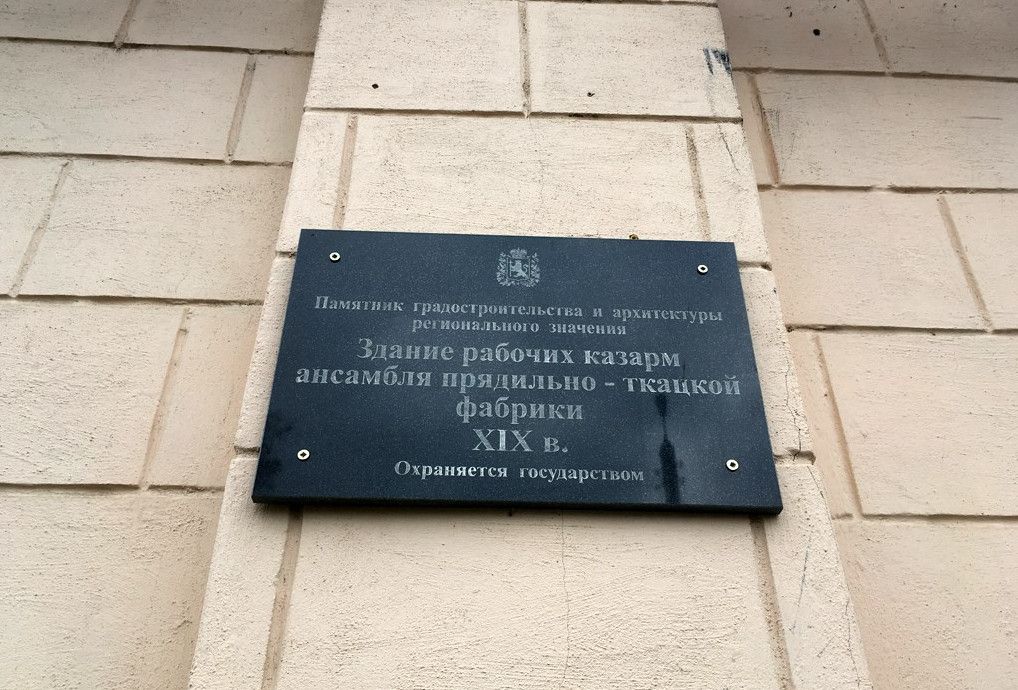 Памятник градостроительства и архитектуры
регионального значения
Здание рабочих казарм
ансамбля прядильно - ткацкой
фабрики
XIX в.
Охраняется государством